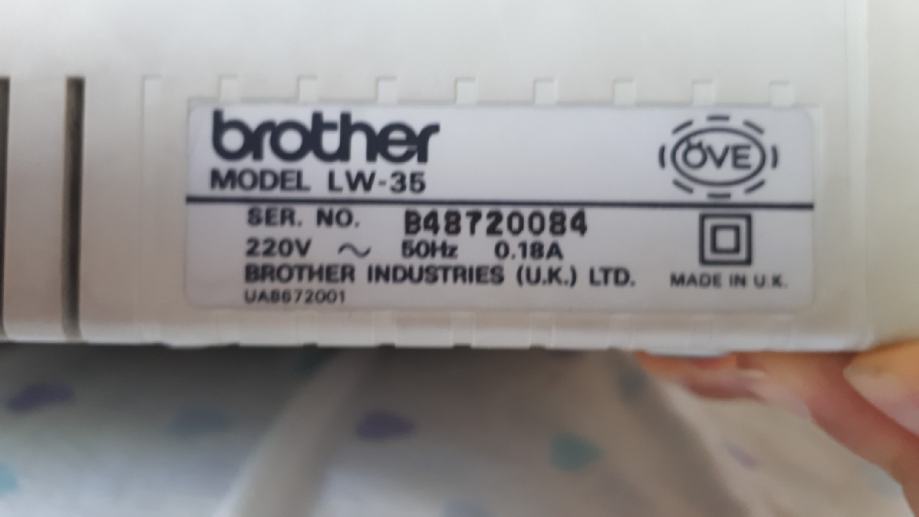 brother
MODEL LW-35
ÖVE
SER. NO. B48720084
220V ~ 50Hz 0.18A
BROTHER INDUSTRIES (U.K.) LTD.
MADE IN U.K.
UA8672001